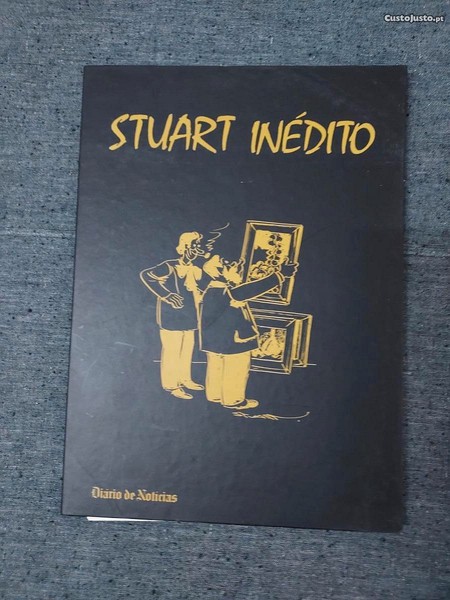 CustoJusto.pt
STUART INÉDITO
Diário de Notícias